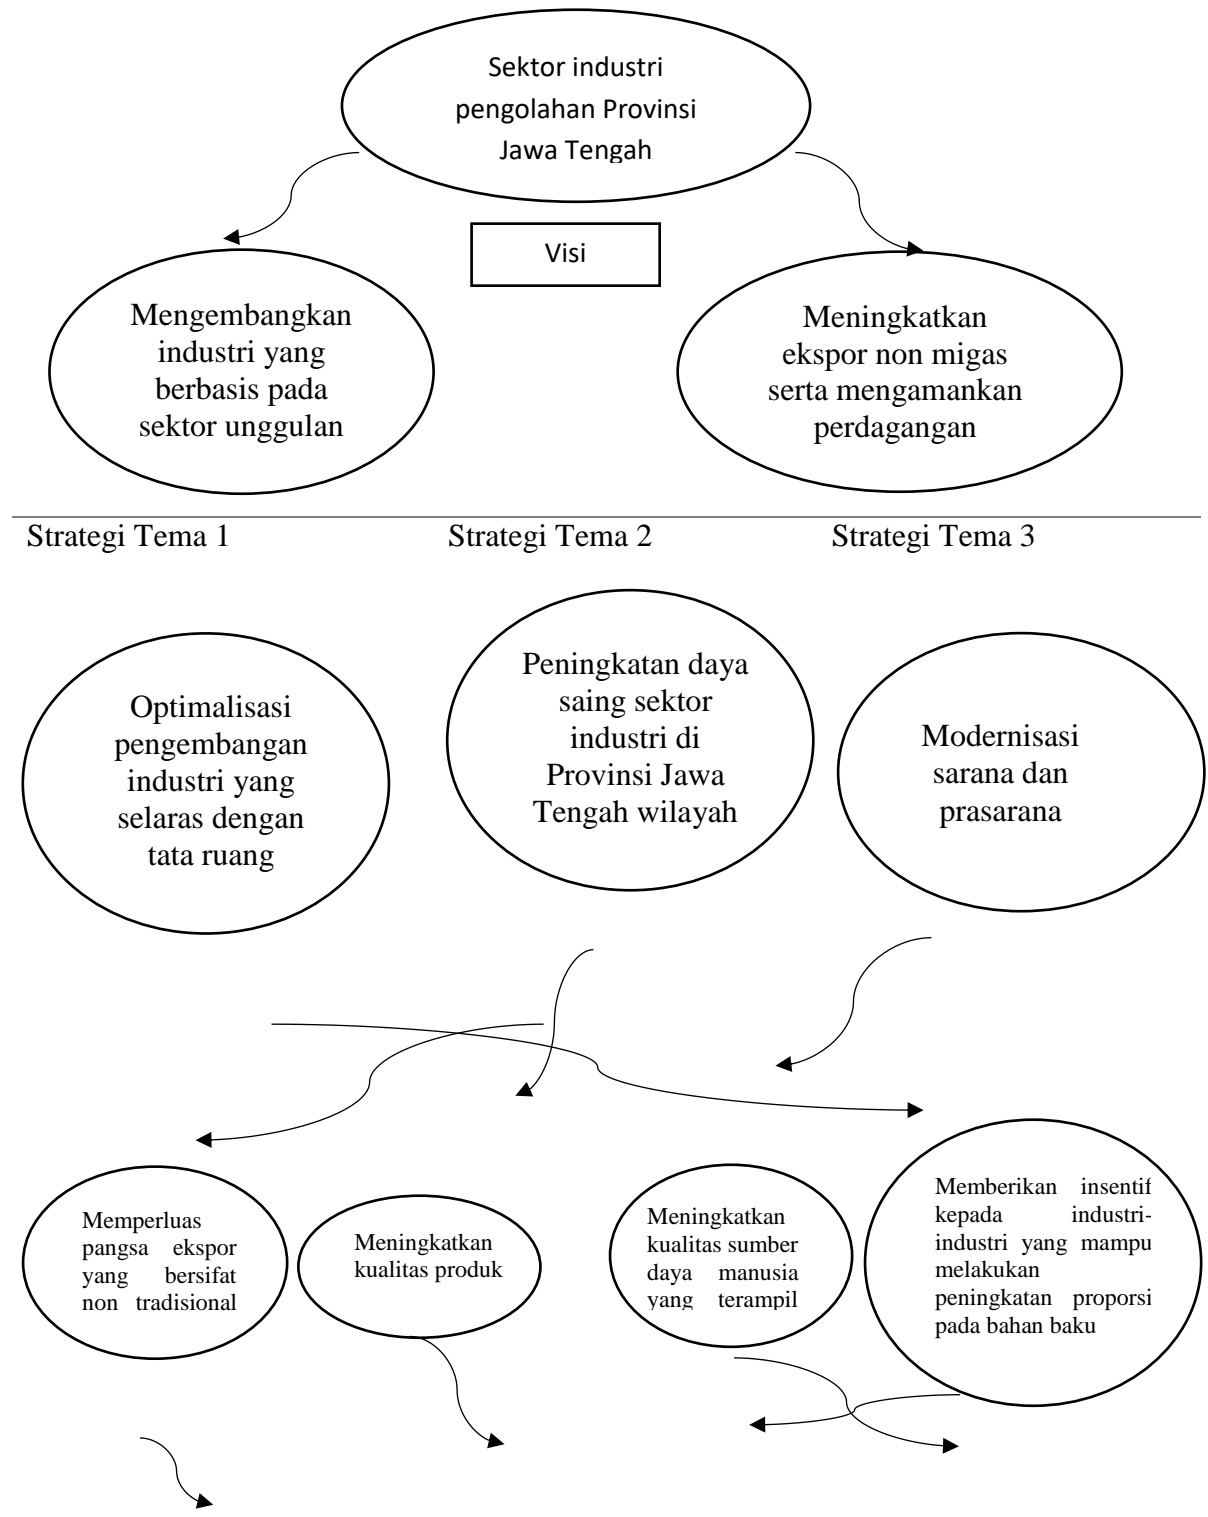 Sektor industri
pengolahan Provinsi
Jawa Tengah
Visi
Mengembangkan
industri yang
berbasis pada
sektor unggulan
Meningkatkan
ekspor non migas
serta mengamankan
perdagangan
Strategi Tema 1
Strategi Tema 2
Strategi Tema 3
Optimalisasi
pengembangan
industri yang
selaras dengan
tata ruang
Peningkatan daya
saing sektor
industri di
Provinsi Jawa
Tengah wilayah
Modernisasi
sarana dan
prasarana
Memperluas
pangsa ekspor
yang bersifat
non tradisional
Meningkatkan
kualitas produk
Meningkatkan
kualitas sumber
daya manusia
yang terampil
Memberikan insentif
kepada industri-
industri yang mampu
melakukan
peningkatan proporsi
pada bahan baku